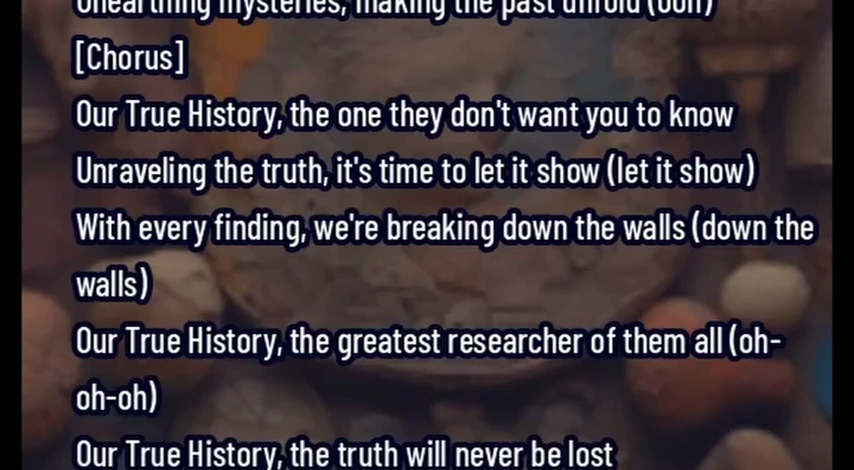 Unearthing mysteries, making the past unfold (ooh)
[Chorus]
Our True History, the one they don't want you to know
Unraveling the truth, it's time to let it show (let it show)
With every finding, we're breaking down the walls (down the
walls)
Our True History, the greatest researcher of them all (oh-
oh-oh)
Our True History, the truth will never be lost